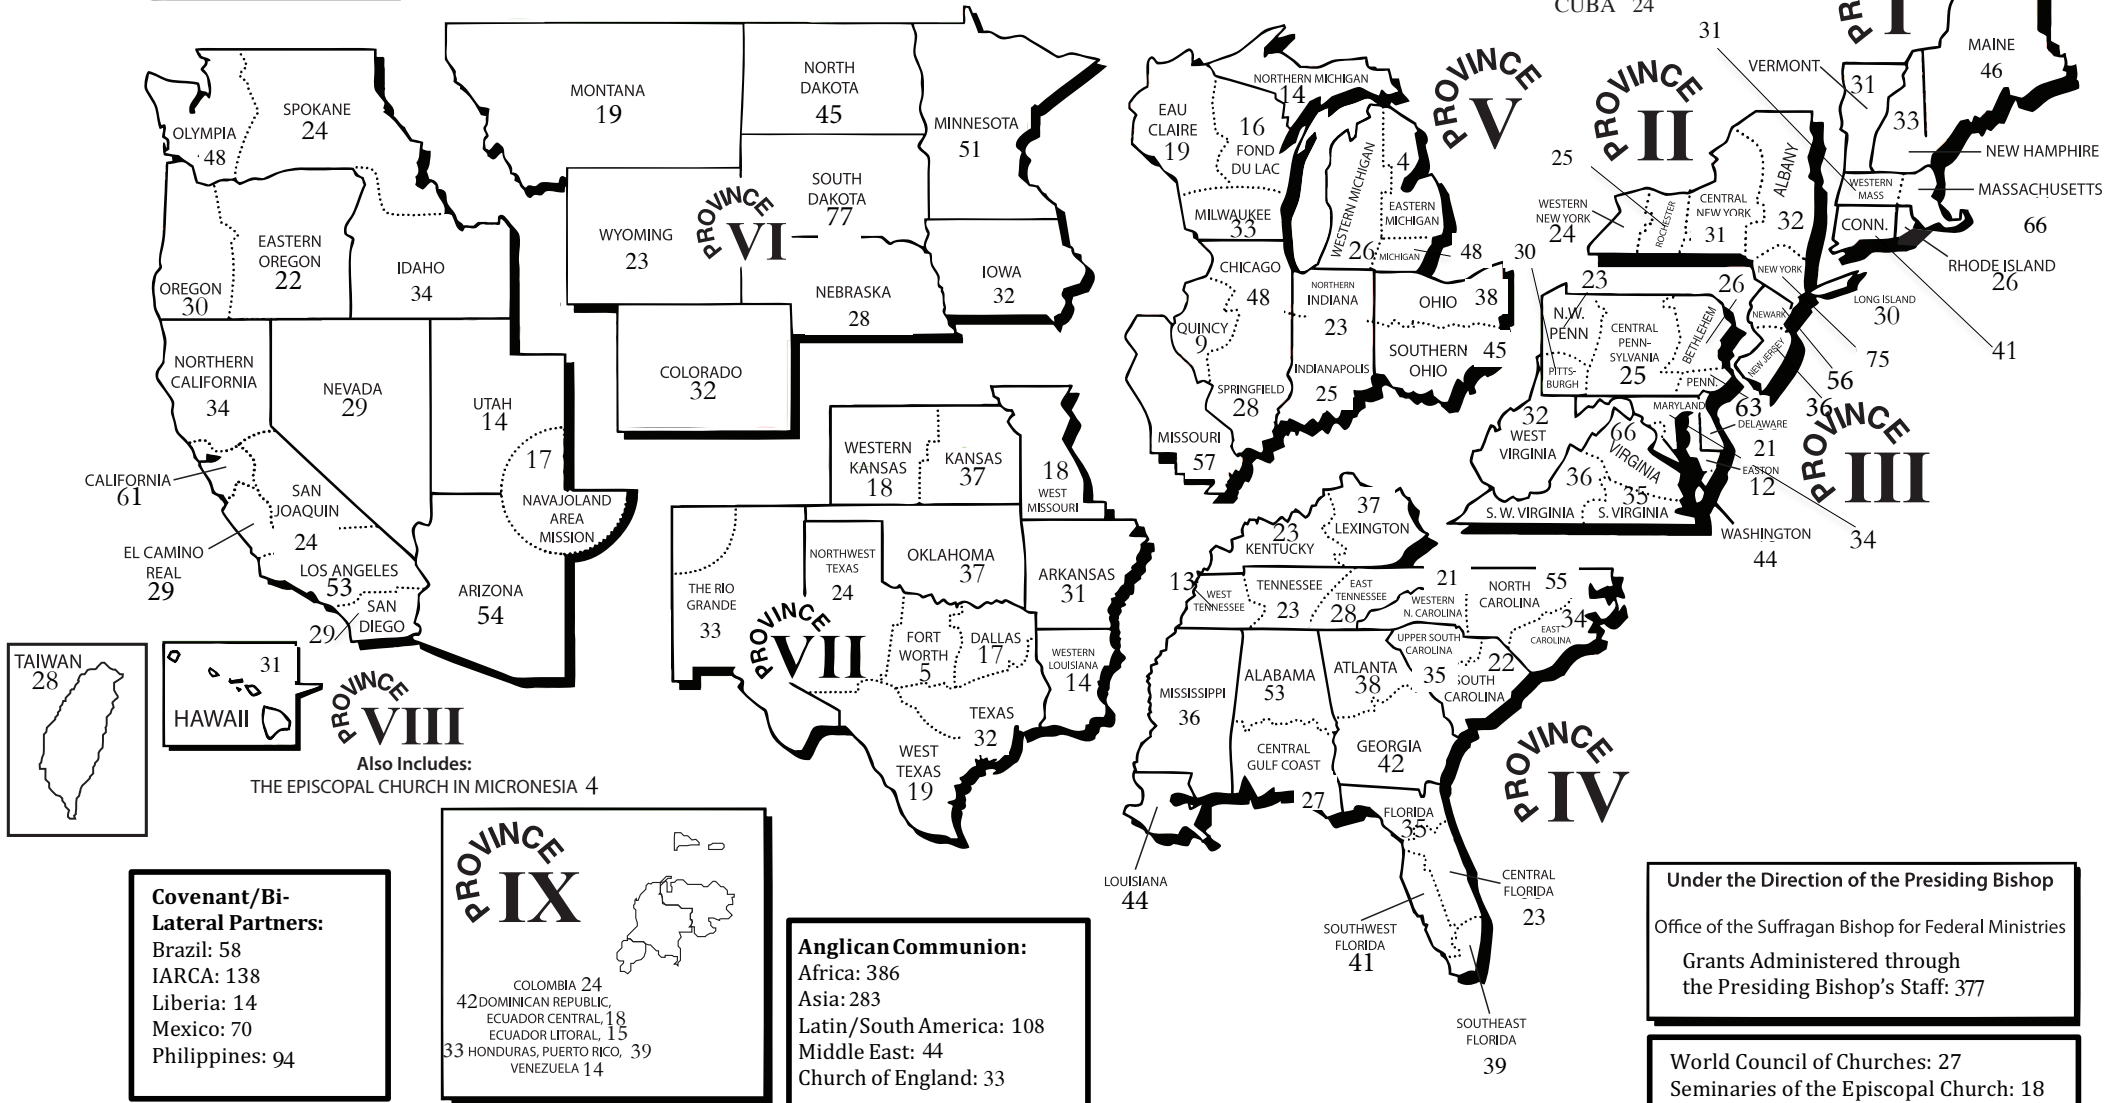 CUBA 24
PROVINCE I
MAINE
46
VERMONT
31
31
33
NEW HAMPHIRE
WESTERN
MASS
MASSACHUSETTS
66
CONN.
41
RHODE ISLAND
26
PROVINCE II
ALBANY
32
CENTRAL
NEW YORK
31
25
ROCHESTER
WESTERN
NEW YORK
24
NEW YORK
75
LONG ISLAND
30
NEWARK
56
NEW JERSEY
36
PROVINCE III
23
N.W.
PENN
30
PITTS-
BURGH
CENTRAL
PENN-
SYLVANIA
25
26
BETHLEHEM
PENN.
63
MARYLAND
34
DELAWARE
21
EASTON
12
WASHINGTON
44
32
WEST
VIRGINIA
66
VIRGINIA
36
S. W. VIRGINIA
35
S. VIRGINIA
PROVINCE V
NORTHERN MICHIGAN
14
EAU
CLAIRE
19
16
FOND
DU LAC
MILWAUKEE
33
WESTERN MICHIGAN
26
4
EASTERN
MICHIGAN
MICHIGAN
48
CHICAGO
48
QUINCY
9
SPRINGFIELD
28
NORTHERN
INDIANA
23
INDIANAPOLIS
25
OHIO
38
SOUTHERN
OHIO
45
MISSOURI
57
PROVINCE VI
MONTANA
19
NORTH
DAKOTA
45
MINNESOTA
51
SOUTH
DAKOTA
77
WYOMING
23
NEBRASKA
28
IOWA
32
COLORADO
32
SPOKANE
24
OLYMPIA
48
EASTERN
OREGON
22
OREGON
30
IDAHO
34
NORTHERN
CALIFORNIA
34
NEVADA
29
UTAH
14
17
NAVAJOLAND
AREA
MISSION
CALIFORNIA
61
SAN
JOAQUIN
24
EL CAMINO
REAL
29
LOS ANGELES
53
SAN
DIEGO
29
ARIZONA
54
TAIWAN
28
31
HAWAII
PROVINCE VIII
Also Includes:
THE EPISCOPAL CHURCH IN MICRONESIA 4
PROVINCE VII
WESTERN
KANSAS
18
KANSAS
37
18
WEST
MISSOURI
THE RIO
GRANDE
33
NORTHWEST
TEXAS
24
OKLAHOMA
37
ARKANSAS
31
FORT
WORTH
5
DALLAS
17
WESTERN
LOUISIANA
14
TEXAS
32
WEST
TEXAS
19
PROVINCE IV
37
LEXINGTON
23
KENTUCKY
13
WEST
TENNESSEE
TENNESSEE
23
EAST
TENNESSEE
28
21
WESTERN
N. CAROLINA
NORTH
CAROLINA
55
34
EAST
CAROLINA
UPPER SOUTH
CAROLINA
35
22
SOUTH
CAROLINA
MISSISSIPPI
36
ALABAMA
53
ATLANTA
38
CENTRAL
GULF COAST
27
GEORGIA
42
FLORIDA
35
LOUISIANA
44
CENTRAL
FLORIDA
23
SOUTHWEST
FLORIDA
41
SOUTHEAST
FLORIDA
39
Covenant/Bi-
Lateral Partners:
Brazil: 58
IARCA: 138
Liberia: 14
Mexico: 70
Philippines: 94
PROVINCE IX
COLOMBIA 24
42 DOMINICAN REPUBLIC,
ECUADOR CENTRAL, 18
ECUADOR LITORAL, 15
33 HONDURAS, PUERTO RICO, 39
VENEZUELA 14
Anglican Communion:
Africa: 386
Asia: 283
Latin/South America: 108
Middle East: 44
Church of England: 33
Under the Direction of the Presiding Bishop
Office of the Suffragan Bishop for Federal Ministries
Grants Administered through
the Presiding Bishop's Staff: 377
World Council of Churches: 27
Seminaries of the Episcopal Church: 18